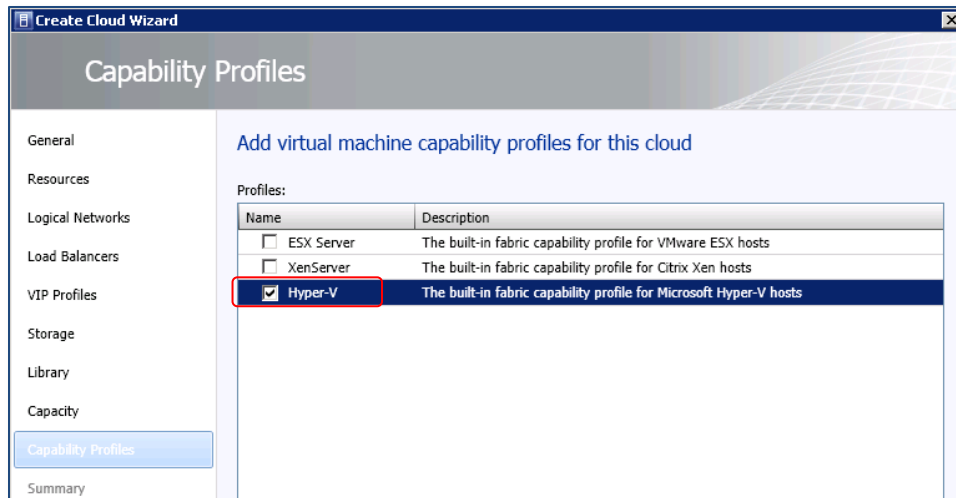 Create Cloud Wizard
Capability Profiles
General
Resources
Logical Networks
Load Balancers
VIP Profiles
Storage
Library
Capacity
Capability Profiles
Summary
Add virtual machine capability profiles for this cloud
Profiles:
Name Description
ESX Server The built-in fabric capability profile for VMware ESX hosts
XenServer The built-in fabric capability profile for Citrix Xen hosts
Hyper-V The built-in fabric capability profile for Microsoft Hyper-V hosts